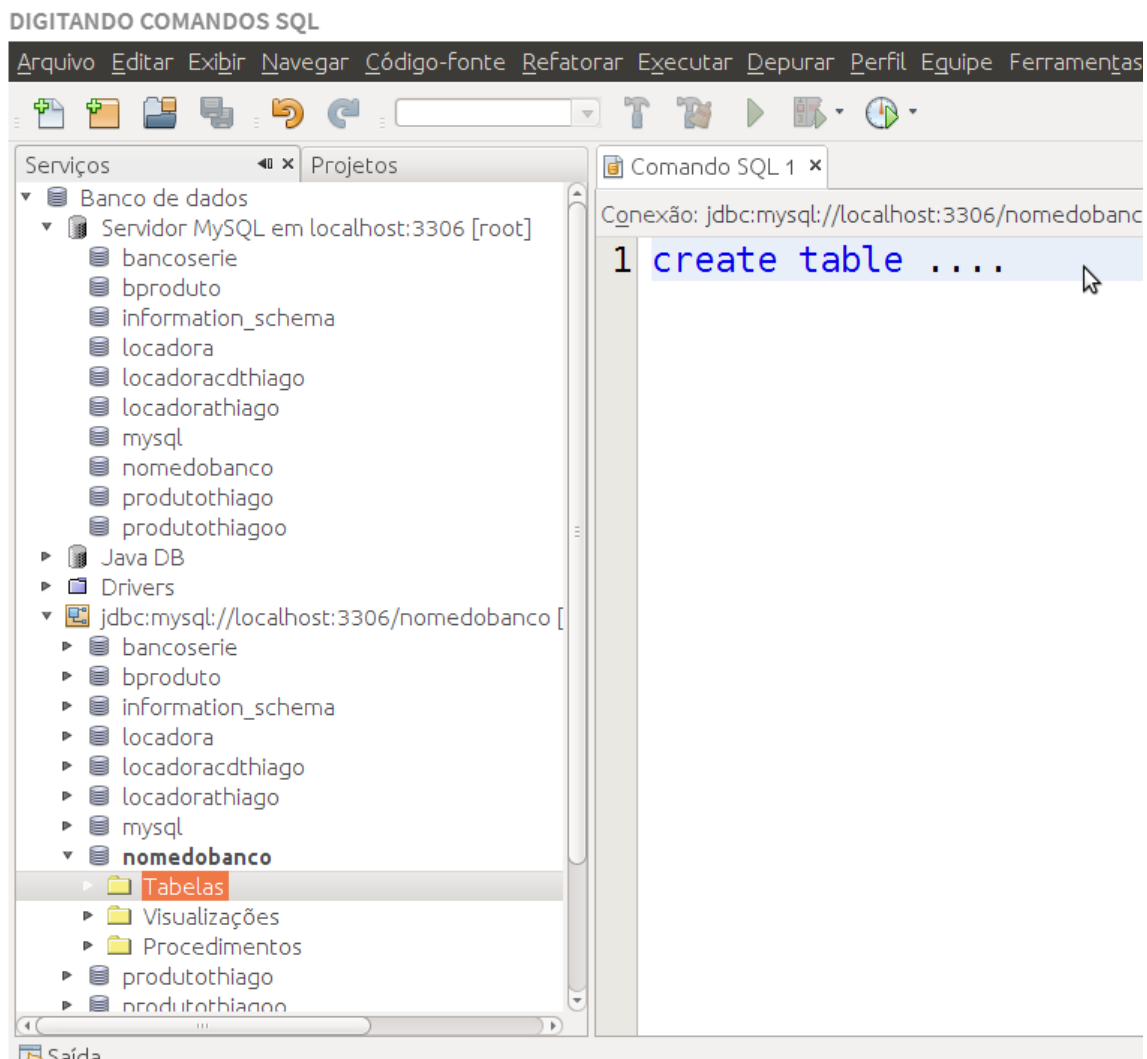 DIGITANDO COMANDOS SQL
Arquivo Editar Exibir Navegar Código-fonte Refatorar Executar Depurar Perfil Equipe Ferramentas
Serviços Projetos
Banco de dados
Servidor MySQL em localhost:3306 [root]
bancoserie
bproduto
information_schema
locadora
locadoracdthiago
locadorathiago
mysql
nomedobanco
produtothiago
produtothiagoo
Java DB
Drivers
jdbc:mysql://localhost:3306/nomedobanco [
bancoserie
bproduto
information_schema
locadora
locadoracdthiago
locadorathiago
mysql
nomedobanco
Tabelas
Visualizações
Procedimentos
produtothiago
produtothiagoo
Comando SQL 1
Conexão: jdbc:mysql://localhost:3306/nomedobanc
1 create table ....
Saída